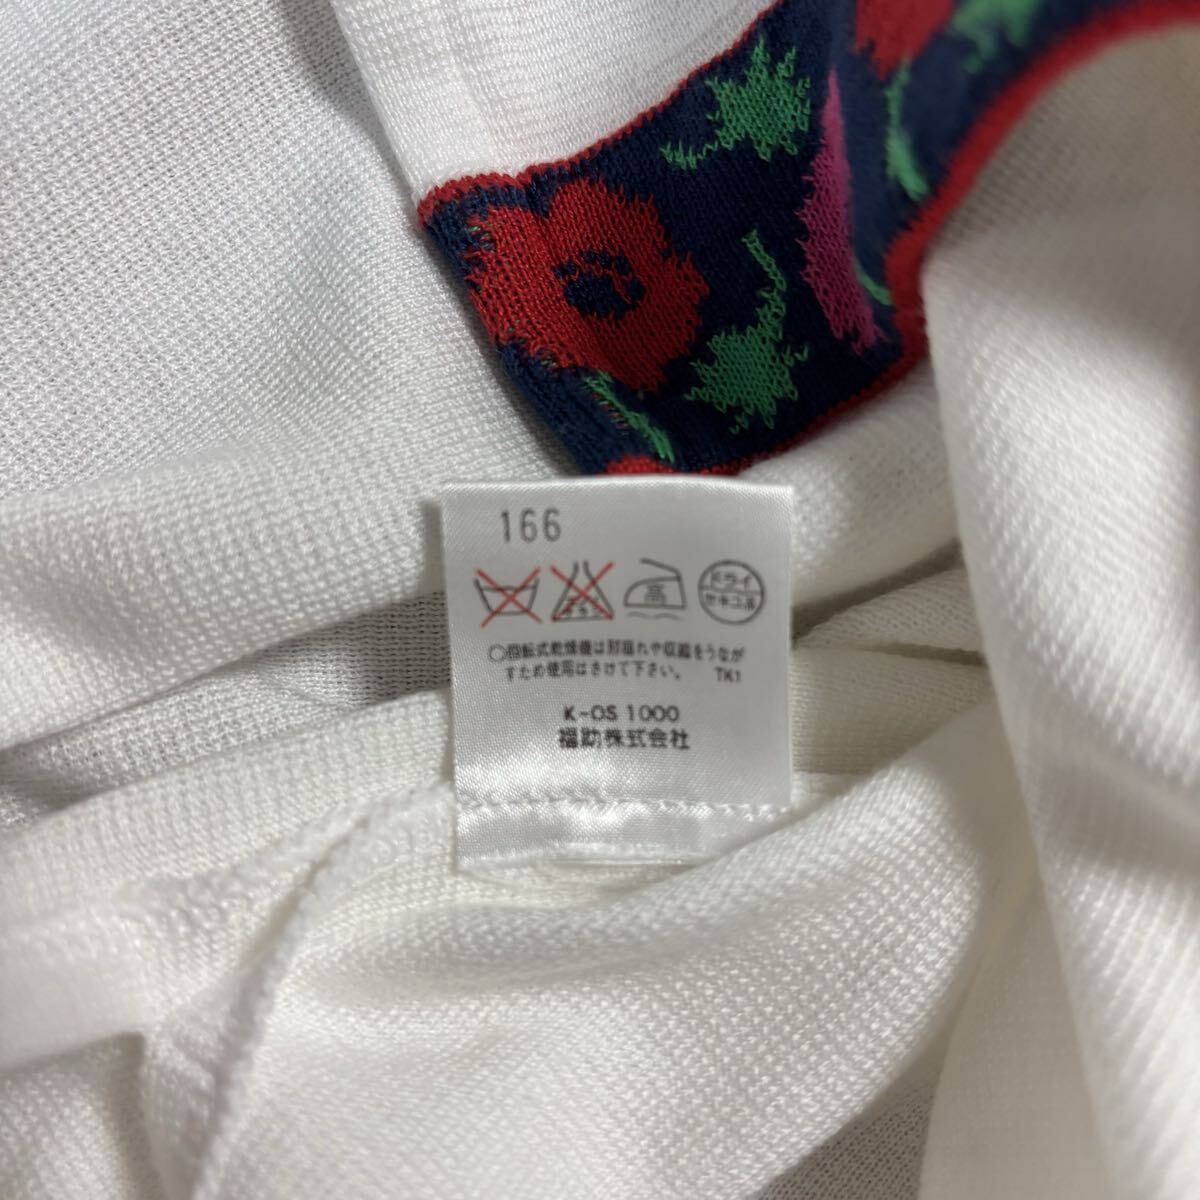 166
高 ドライ
セキユ系
○回転式乾燥機は型崩れや収縮をうなが
すため使用はさけて下さい。 TK1
K-OS 1000
福助株式会社